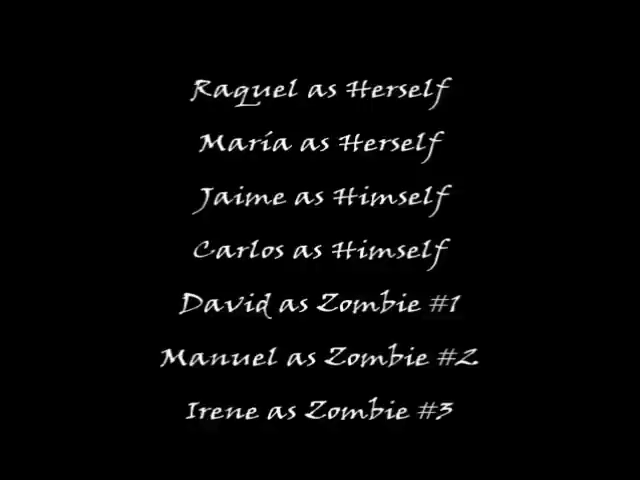 Raquel as Herself
María as Herself
Jaime as Himself
Carlos as Himself
David as Zombie #1
Manuel as Zombie #2
Irene as Zombie #3